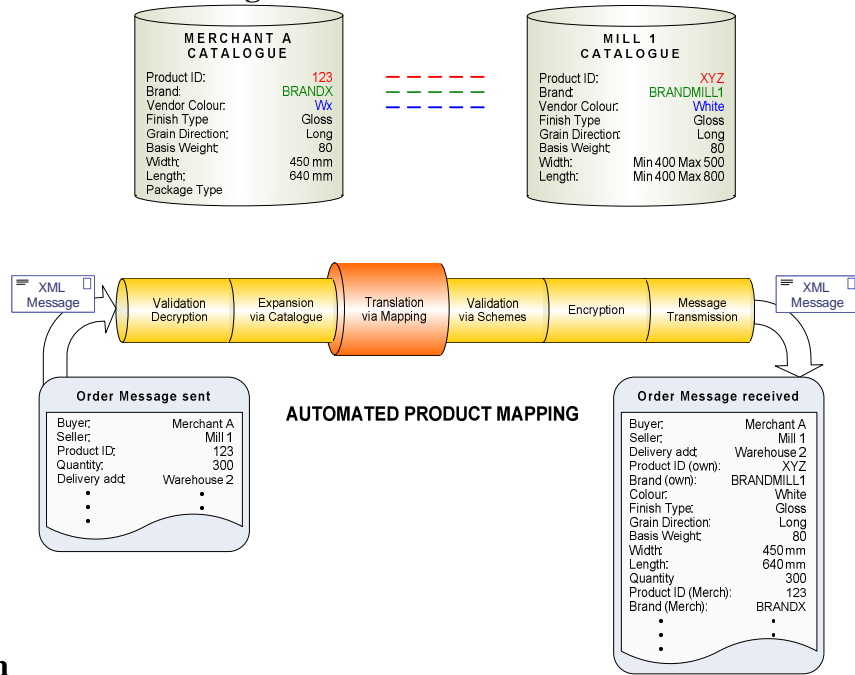 MERCHANT A
CATALOGUE
Product ID: 123
Brand: BRANDX
Vendor Colour: Wx
Finish Type Gloss
Grain Direction: Long
Basis Weight: 80
Width: 450 mm
Length: 640 mm
Package Type
MILL 1
CATALOGUE
Product ID: XYZ
Brand: BRANDMILL1
Vendor Colour: White
Finish Type Gloss
Grain Direction: Long
Basis Weight: 80
Width: Min 400 Max 500
Length: Min 400 Max 800
XML
Message
Validation
Decryption
Expansion
via Catalogue
Translation
via Mapping
Validation
via Schemes
Encryption
Message
Transmission
XML
Message
Order Message sent
Buyer: Merchant A
Seller: Mill 1
Product ID: 123
Quantity: 300
Delivery add: Warehouse 2
AUTOMATED PRODUCT MAPPING
Order Message received
Buyer: Merchant A
Seller: Mill 1
Delivery add: Warehouse 2
Product ID (own): XYZ
Brand (own): BRANDMILL1
Colour: White
Finish Type: Gloss
Grain Direction: Long
Basis Weight: 80
Width: 450 mm
Length: 640 mm
Quantity 300
Product ID (Merch): 123
Brand (Merch): BRANDX